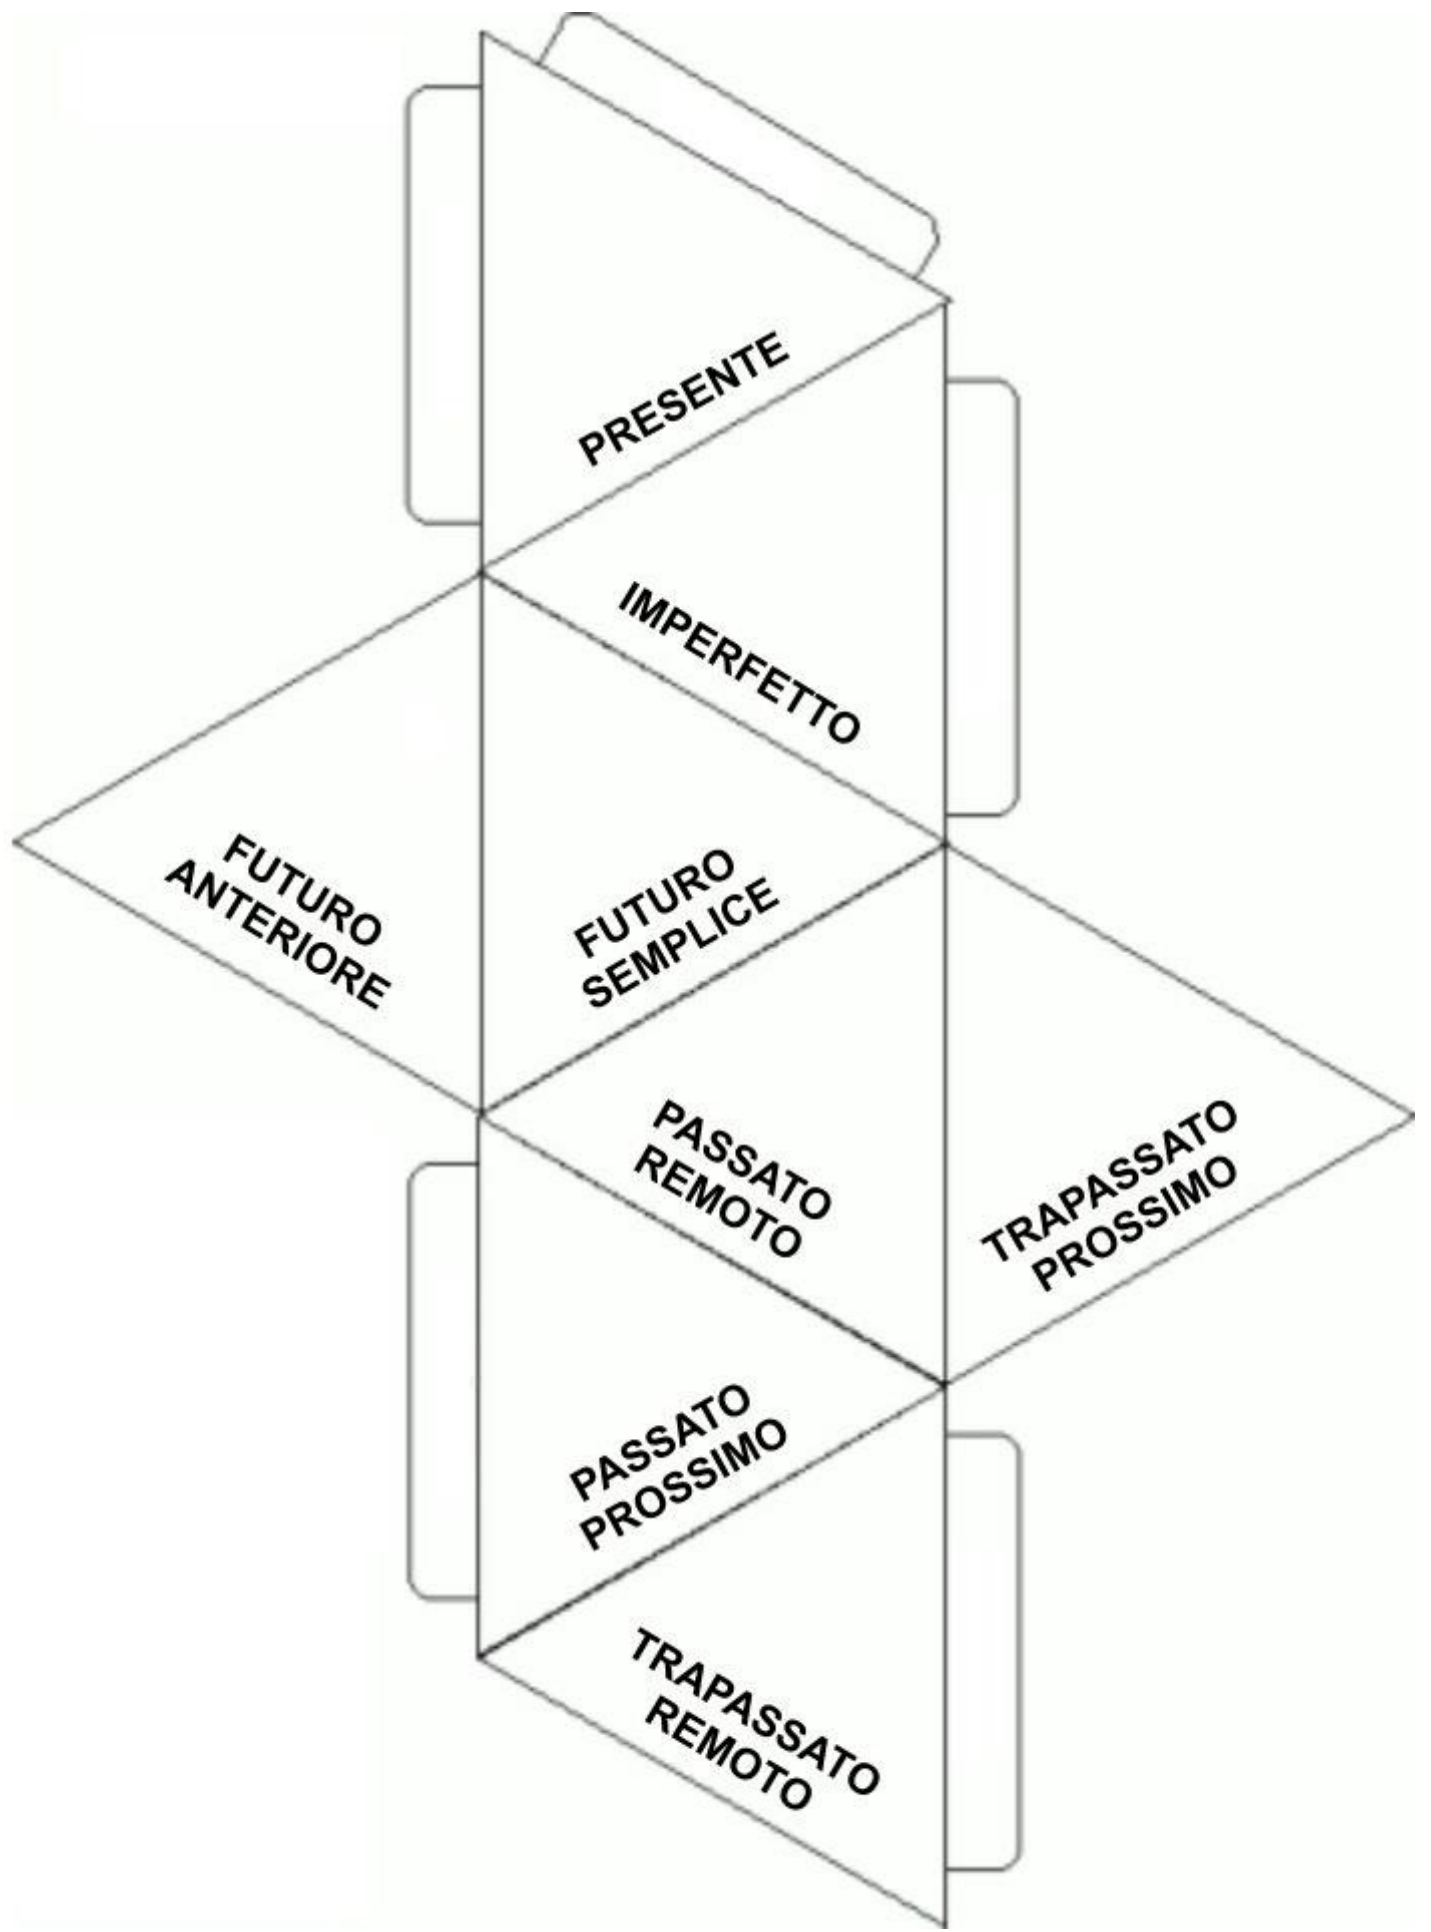 PRESENTE
IMPERFETTO
FUTURO
ANTERIORE
FUTURO
SEMPLICE
PASSATO
REMOTO
TRAPASSATO
PROSSIMO
PASSATO
PROSSIMO
TRAPASSATO
REMOTO